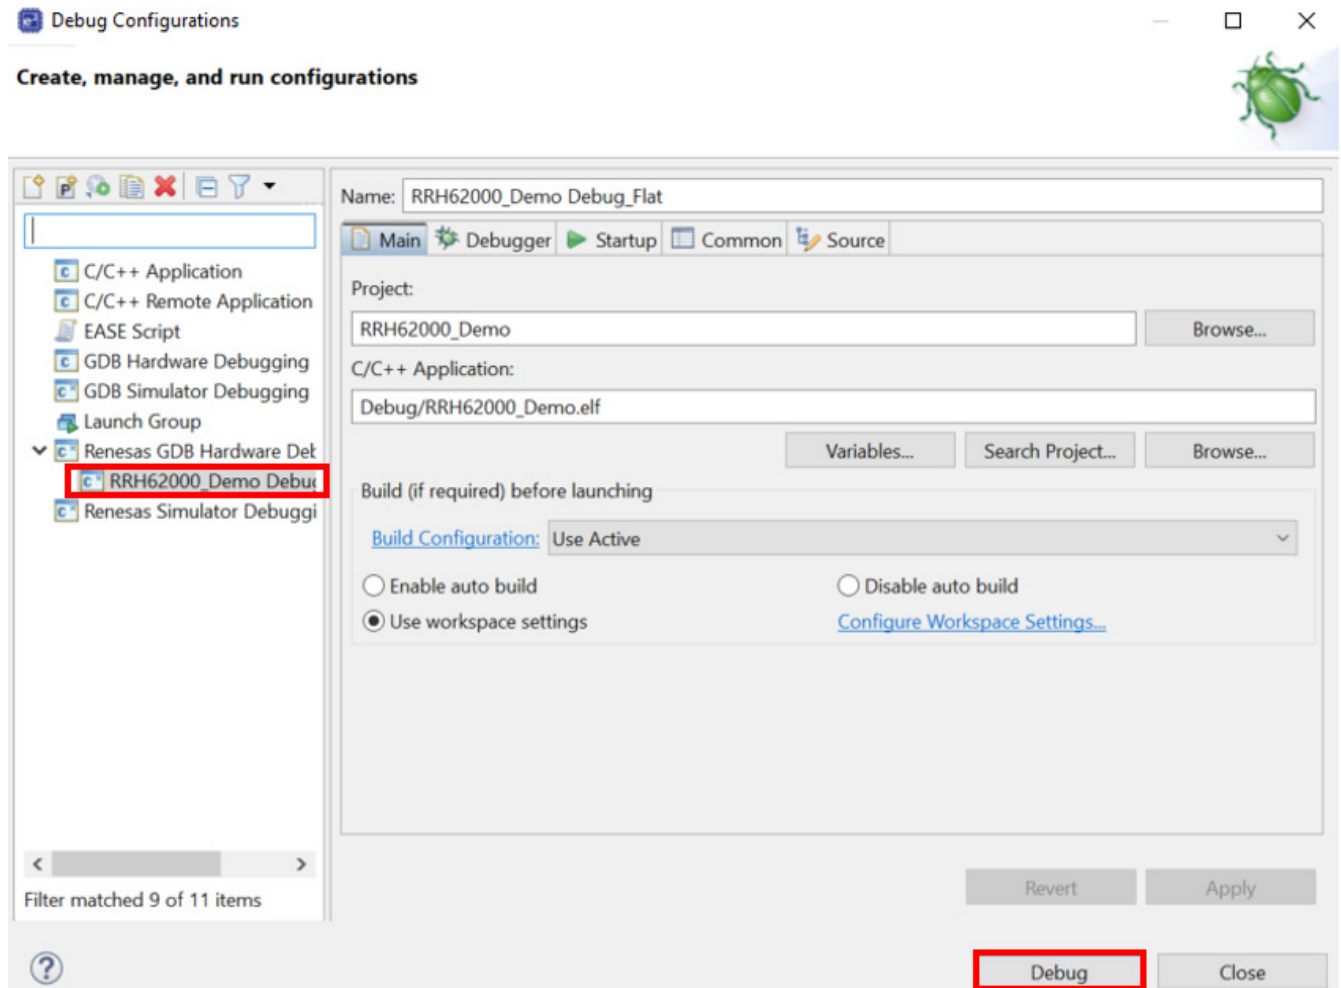 Debug Configurations
Create, manage, and run configurations
Name: RRH62000_Demo Debug_Flat
Main Debugger Startup Common Source
C/C++ Application
C/C++ Remote Application
EASE Script
GDB Hardware Debugging
GDB Simulator Debugging
Launch Group
Renesas GDB Hardware Deb
RRH62000_Demo Debug
Renesas Simulator Debuggi
Filter matched 9 of 11 items
Project:
RRH62000_Demo Browse...
C/C++ Application:
Debug/RRH62000_Demo.elf
Variables... Search Project... Browse...
Build (if required) before launching
Build Configuration: Use Active
Enable auto build Disable auto build
Use workspace settings Configure Workspace Settings...
Revert Apply
Debug Close